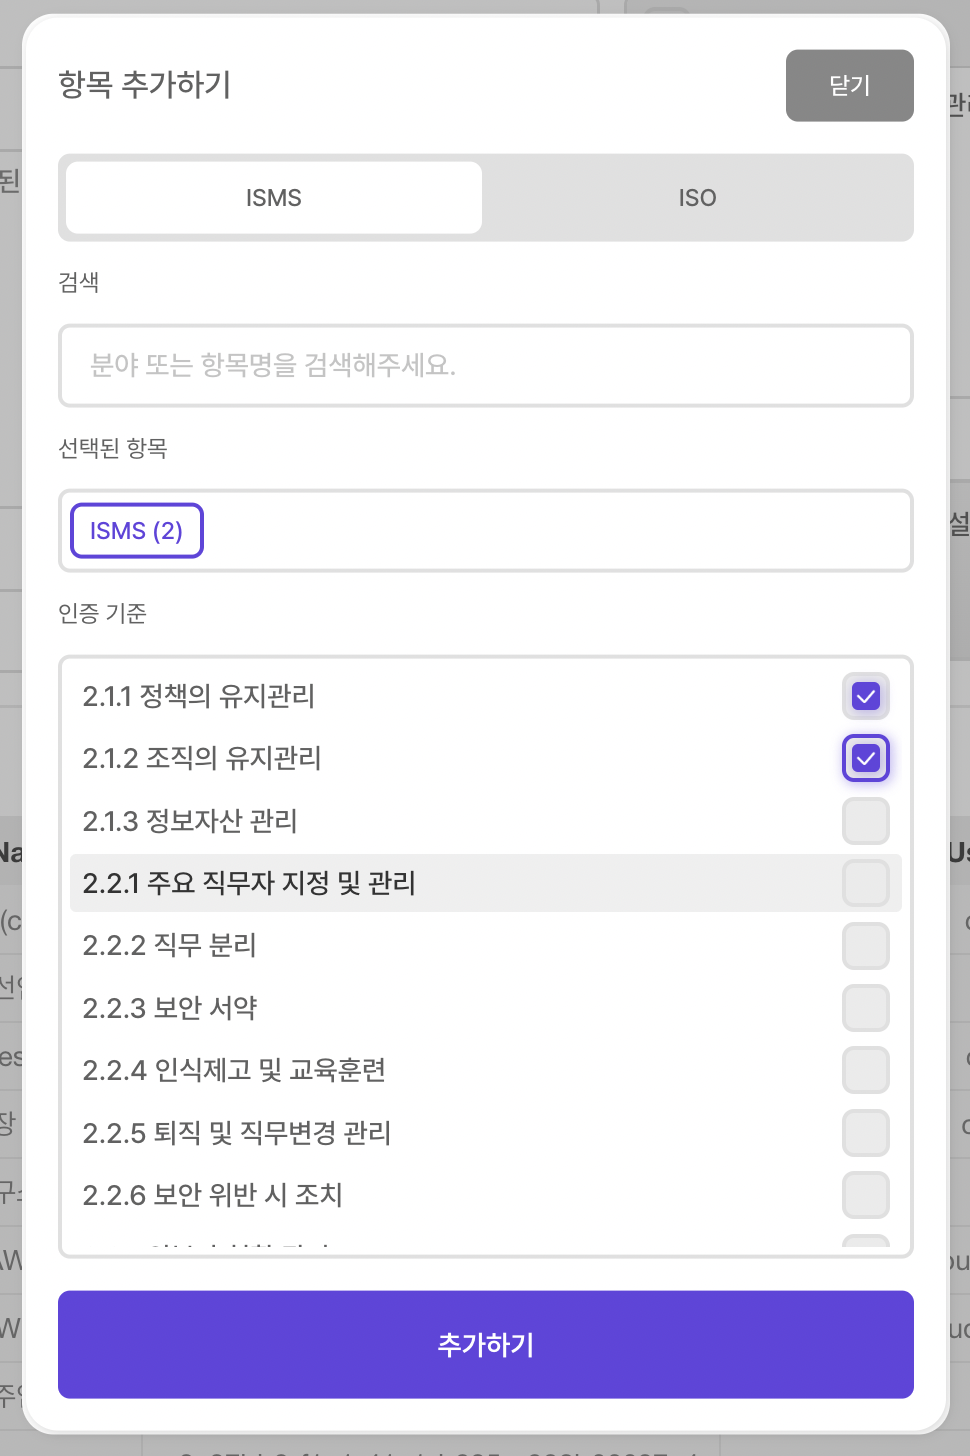 항목 추가하기
닫기
ISMS
ISO
검색
분야 또는 항목명을 검색해주세요.
선택된 항목
ISMS (2)
인증 기준
2.1.1 정책의 유지관리
2.1.2 조직의 유지관리
2.1.3 정보자산 관리
2.2.1 주요 직무자 지정 및 관리
2.2.2 직무 분리
2.2.3 보안 서약
2.2.4 인식제고 및 교육훈련
2.2.5 퇴직 및 직무변경 관리
2.2.6 보안 위반 시 조치
추가하기